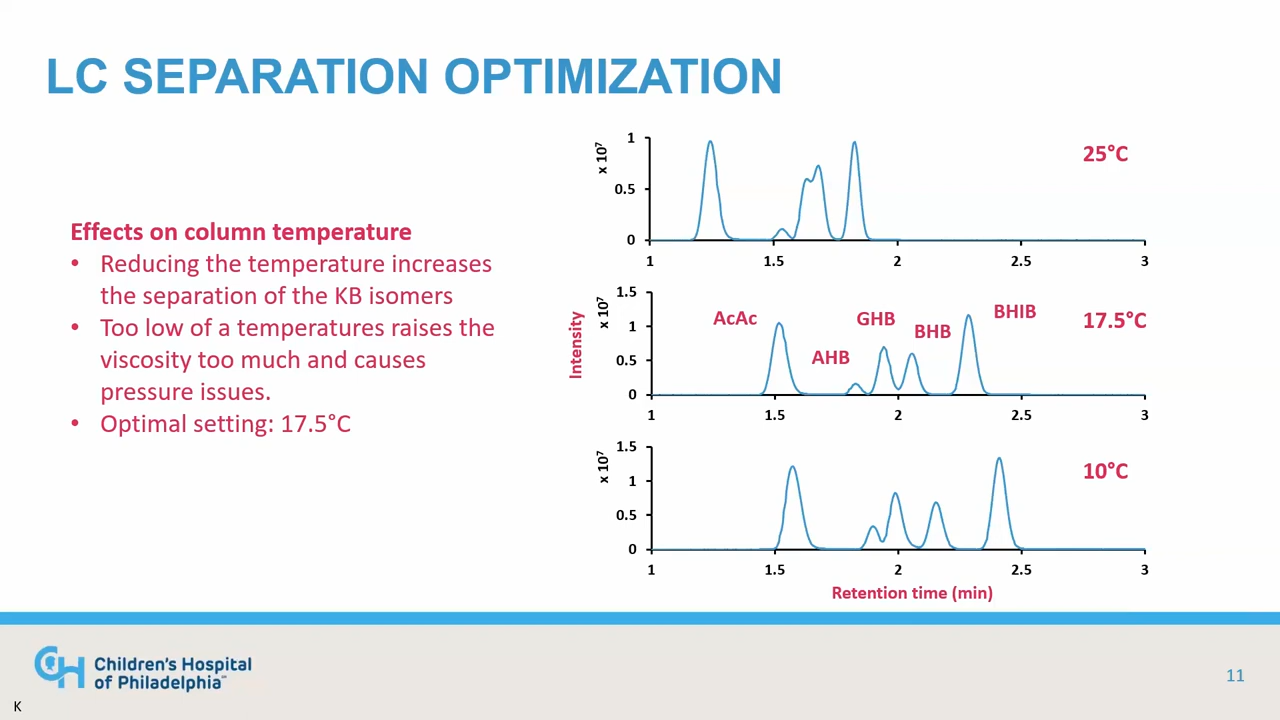 LC SEPARATION OPTIMIZATION
Effects on column temperature
• Reducing the temperature increases
the separation of the KB isomers
• Too low of a temperatures raises the
viscosity too much and causes
pressure issues.
• Optimal setting: 17.5°C
Intensity
x 10⁷
1
0.5
0
1 1.5 2 2.5 3
25°C
x 10⁷
1.5
1
0.5
0
AcAc
AHB
GHB
BHB
BHIB
17.5°C
1 1.5 2 2.5 3
x 10⁷
1.5
1
0.5
0
10°C
1 1.5 2 2.5 3
Retention time (min)
CH
Children's Hospital
of Philadelphia℠
11
K